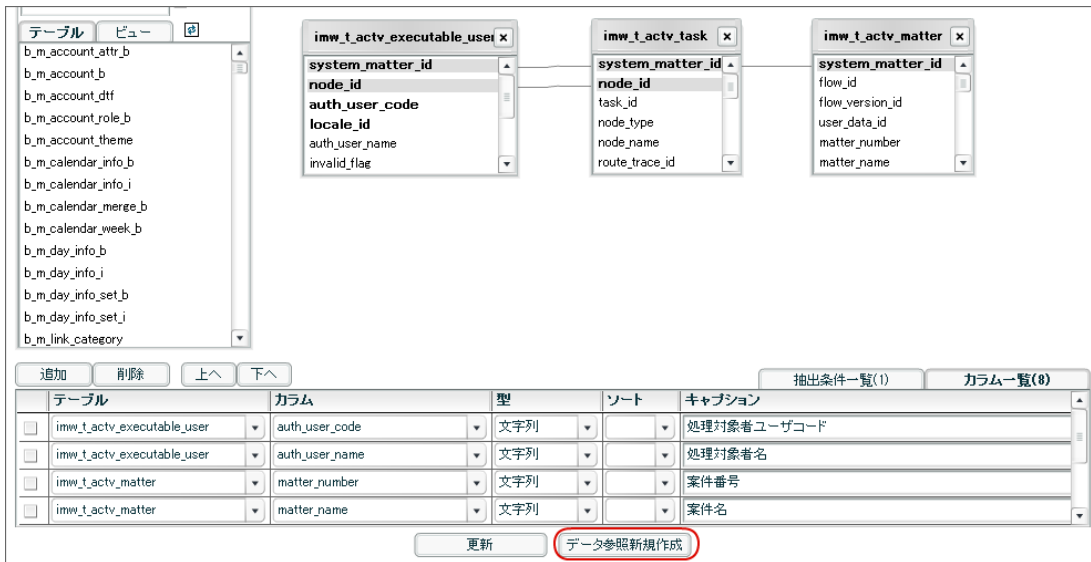 テーブル ビュー
b_m_account_attr_b
b_m_account_b
b_m_account_dtf
b_m_account_role_b
b_m_account_theme
b_m_calendar_info_b
b_m_calendar_info_i
b_m_calendar_merge_b
b_m_calendar_week_b
b_m_day_info_b
b_m_day_info_i
b_m_day_info_set_b
b_m_day_info_set_i
b_m_link_category
imw_t_actv_executable_user
system_matter_id
node_id
auth_user_code
locale_id
auth_user_name
invalid_flag
imw_t_actv_task
system_matter_id
node_id
task_id
node_type
node_name
route_trace_id
imw_t_actv_matter
system_matter_id
flow_id
flow_version_id
user_data_id
matter_number
matter_name
追加 削除 上へ 下へ 抽出条件一覧(1) カラム一覧(8)
テーブル カラム 型 ソート キャプション
imw_t_actv_executable_user auth_user_code 文字列 処理対象者ユーザコード
imw_t_actv_executable_user auth_user_name 文字列 処理対象者名
imw_t_actv_matter matter_number 文字列 案件番号
imw_t_actv_matter matter_name 文字列 案件名
更新 データ参照新規作成